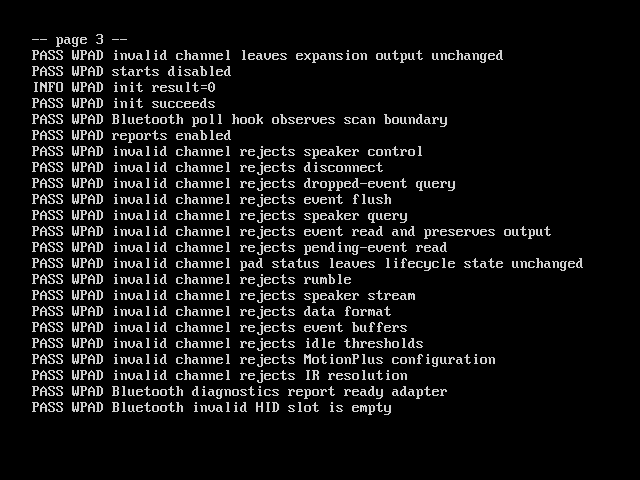 -- page 3 --
PASS WPAD invalid channel leaves expansion output unchanged
PASS WPAD starts disabled
INFO WPAD init result=0
PASS WPAD init succeeds
PASS WPAD Bluetooth poll hook observes scan boundary
PASS WPAD reports enabled
PASS WPAD invalid channel rejects speaker control
PASS WPAD invalid channel rejects disconnect
PASS WPAD invalid channel rejects dropped-event query
PASS WPAD invalid channel rejects event flush
PASS WPAD invalid channel rejects speaker query
PASS WPAD invalid channel rejects event read and preserves output
PASS WPAD invalid channel rejects pending-event read
PASS WPAD invalid channel pad status leaves lifecycle state unchanged
PASS WPAD invalid channel rejects rumble
PASS WPAD invalid channel rejects speaker stream
PASS WPAD invalid channel rejects data format
PASS WPAD invalid channel rejects event buffers
PASS WPAD invalid channel rejects idle thresholds
PASS WPAD invalid channel rejects MotionPlus configuration
PASS WPAD invalid channel rejects IR resolution
PASS WPAD Bluetooth diagnostics report ready adapter
PASS WPAD Bluetooth invalid HID slot is empty